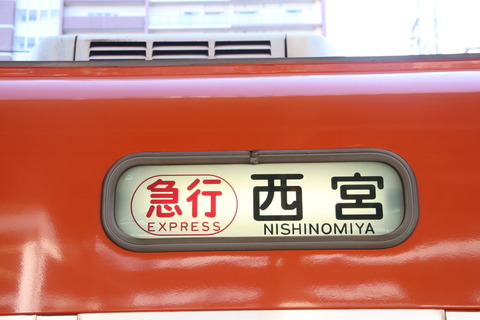 急行 西宮
EXPRESS NISHINOMIYA